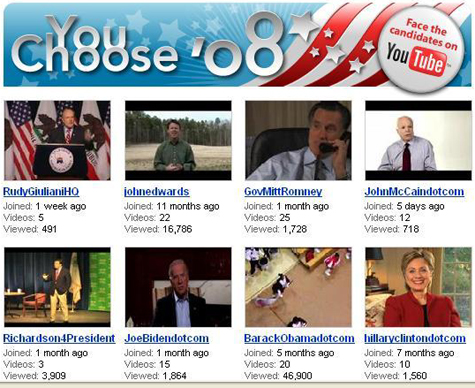 You
Choose '08
Face the
candidates on
YouTube™
RudyGiulianiHQ
Joined: 1 week ago
Videos: 5
Viewed: 491
johnedwards
Joined: 11 months ago
Videos: 22
Viewed: 16,786
GovMittRomney
Joined: 1 month ago
Videos: 25
Viewed: 1,728
JohnMcCaindotcom
Joined: 5 days ago
Videos: 12
Viewed: 718
Richardson4President
Joined: 1 month ago
Videos: 3
Viewed: 3,909
JoeBidendotcom
Joined: 1 month ago
Videos: 15
Viewed: 1,864
BarackObamadotcom
Joined: 5 months ago
Videos: 20
Viewed: 46,900
hillaryclintondotcom
Joined: 7 months ago
Videos: 10
Viewed: 1,560